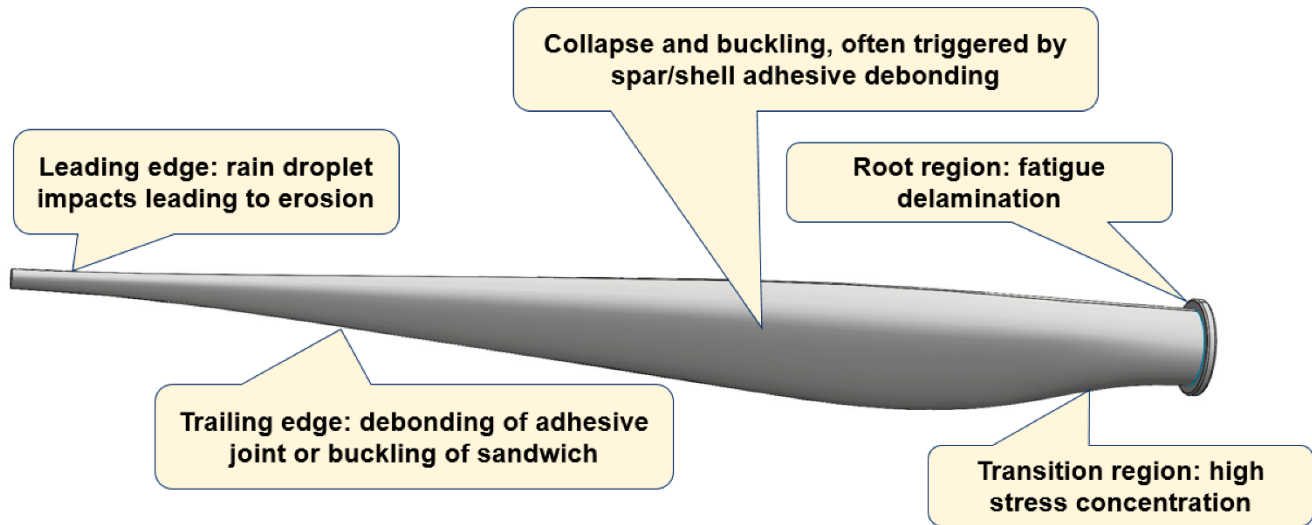 Collapse and buckling, often triggered by
spar/shell adhesive debonding
Leading edge: rain droplet
impacts leading to erosion
Root region: fatigue
delamination
Trailing edge: debonding of adhesive
joint or buckling of sandwich
Transition region: high
stress concentration